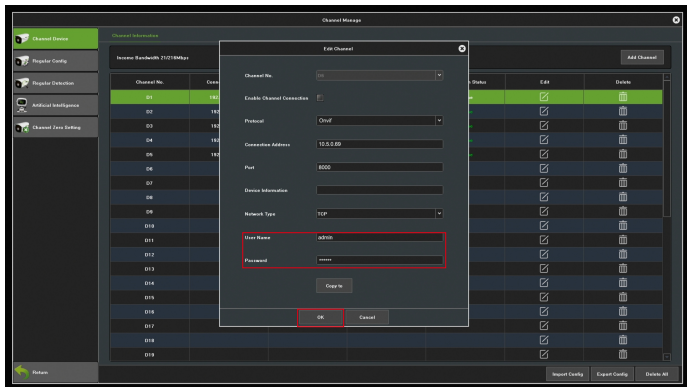 Channel Manage
Channel Device
Regular Config
Regular Detection
Artificial Intelligence
Channel Zero Setting
Return
Channel Information
Income Bandwidth 21/216Mbps
Add Channel
Channel No.
Edit
Delete
D1
D2
D3
D4
D5
D6
D7
D8
D9
D10
D11
D12
D13
D14
D15
D16
D17
D18
D19
Edit Channel
Channel No.
Enable Channel Connection
Protocol Onvif
Connection Address 10.5.0.69
Port 8000
Device Information
Network Type TCP
User Name admin
Password ••••••
Copy to
OK Cancel
Import Config Export Config Delete All